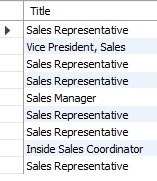 Title
Sales Representative
Vice President, Sales
Sales Representative
Sales Representative
Sales Manager
Sales Representative
Sales Representative
Inside Sales Coordinator
Sales Representative